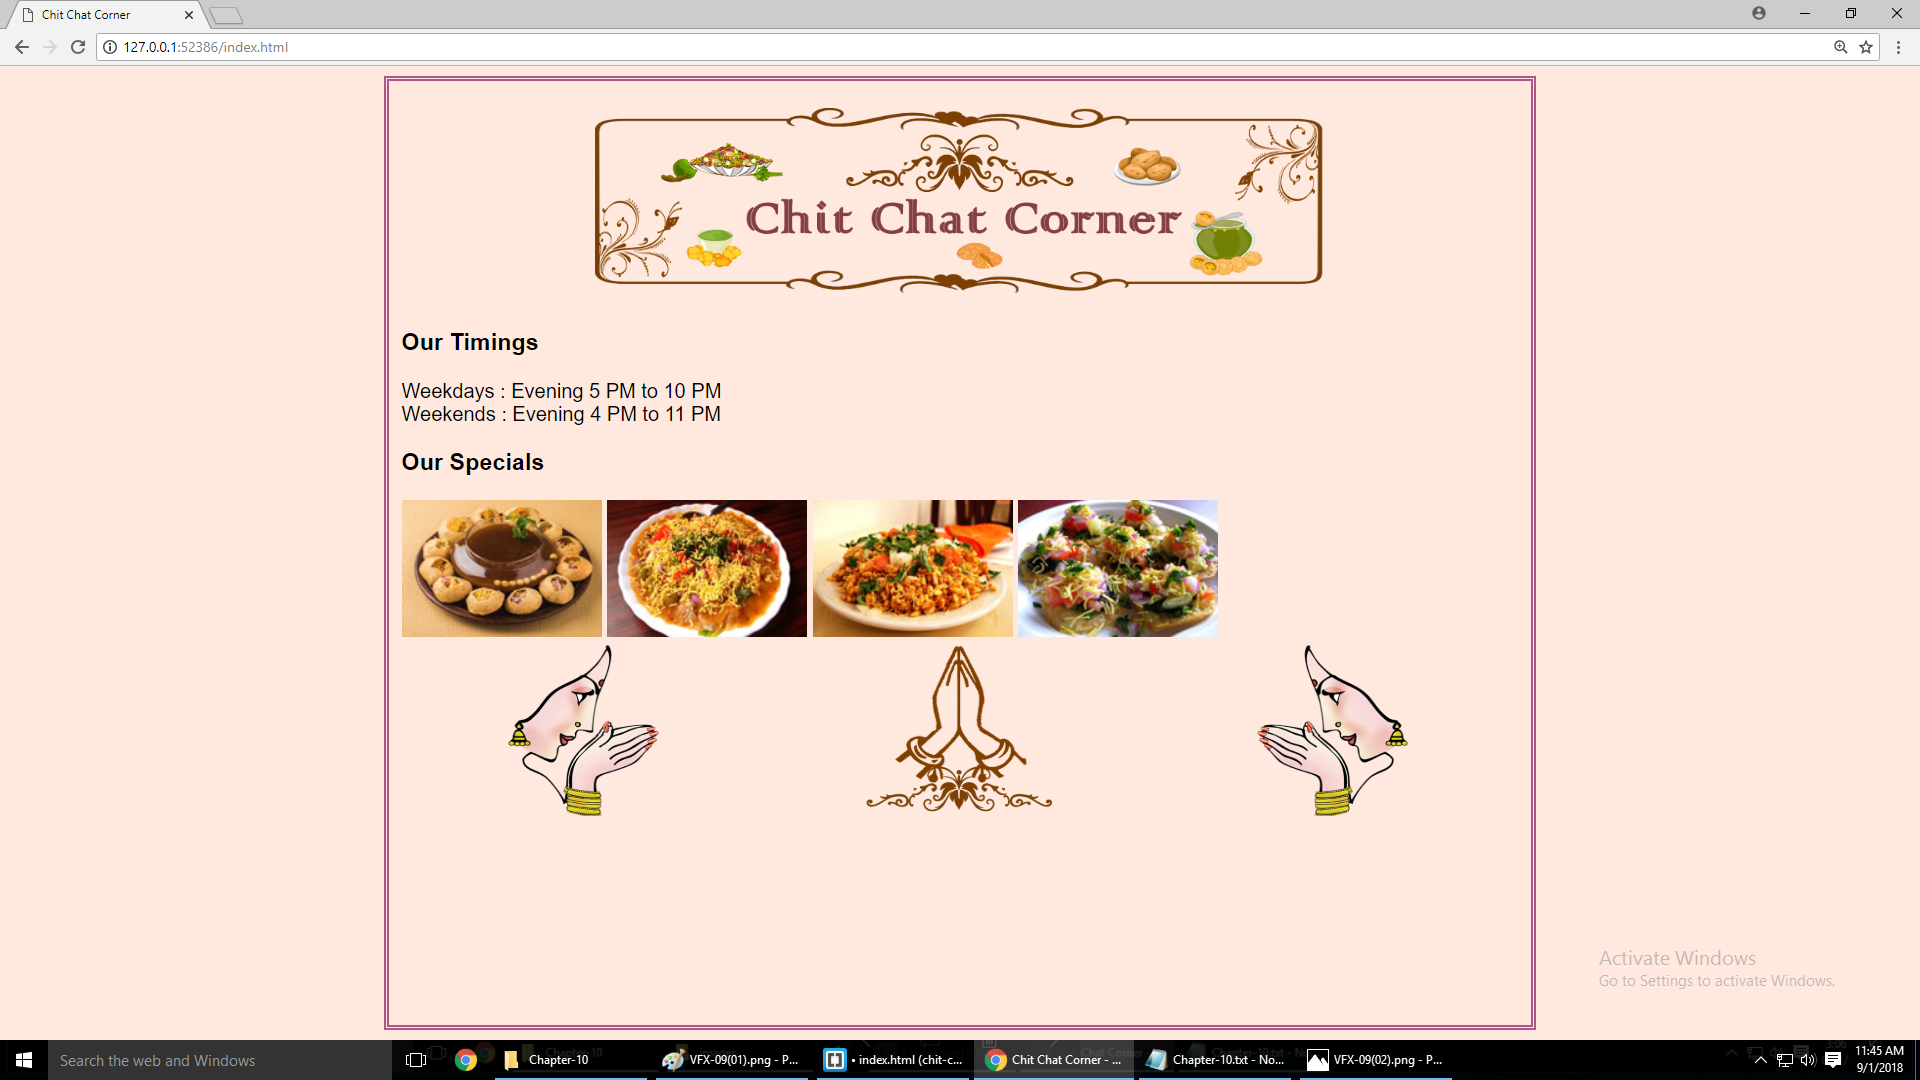 Chit Chat Corner
127.0.0.1:52386/index.html
Chit Chat Corner
Our Timings
Weekdays : Evening 5 PM to 10 PM
Weekends : Evening 4 PM to 11 PM
Our Specials
Activate Windows
Go to Settings to activate Windows.
Search the web and Windows
Chapter-10
VFX-09(01).png - P...
• index.html (chit-c...
Chit Chat Corner - ...
Chapter-10.txt - No...
VFX-09(02).png - P...
11:45 AM
9/1/2018